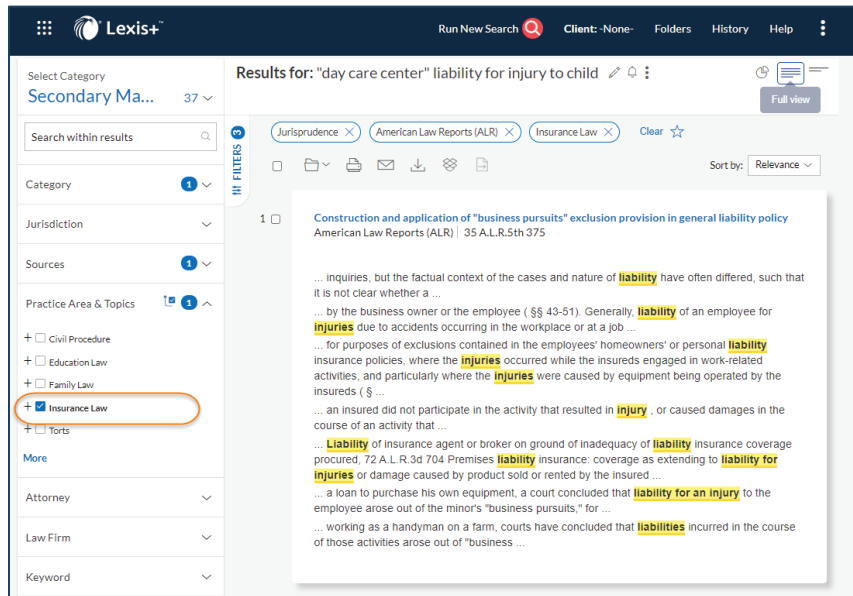 Lexis+™
Run New Search
Client: -None-
Folders
History
Help
Select Category
Secondary Ma... 37
Search within results
Category 1
Jurisdiction
Sources 1
Practice Area & Topics 1
+ Civil Procedure
+ Education Law
+ Family Law
+ Insurance Law
+ Torts
More
Attorney
Law Firm
Keyword
FILTERS 3
Results for: "day care center" liability for injury to child
Full view
Jurisprudence × American Law Reports (ALR) × Insurance Law × Clear
Sort by: Relevance
1 Construction and application of "business pursuits" exclusion provision in general liability policy
American Law Reports (ALR) | 35 A.L.R.5th 375
... inquiries, but the factual context of the cases and nature of liability have often differed, such that
it is not clear whether a ...
... by the business owner or the employee ( §§ 43-51). Generally, liability of an employee for
injuries due to accidents occurring in the workplace or at a job ...
... for purposes of exclusions contained in the employees' homeowners' or personal liability
insurance policies, where the injuries occurred while the insureds engaged in work-related
activities, and particularly where the injuries were caused by equipment being operated by the
insureds ( § ...
... an insured did not participate in the activity that resulted in injury , or caused damages in the
course of an activity that ...
... Liability of insurance agent or broker on ground of inadequacy of liability insurance coverage
procured, 72 A.L.R.3d 704 Premises liability insurance: coverage as extending to liability for
injuries or damage caused by product sold or rented by the insured ...
... a loan to purchase his own equipment, a court concluded that liability for an injury to the
employee arose out of the minor's "business pursuits," for ...
... working as a handyman on a farm, courts have concluded that liabilities incurred in the course
of those activities arose out of "business ...